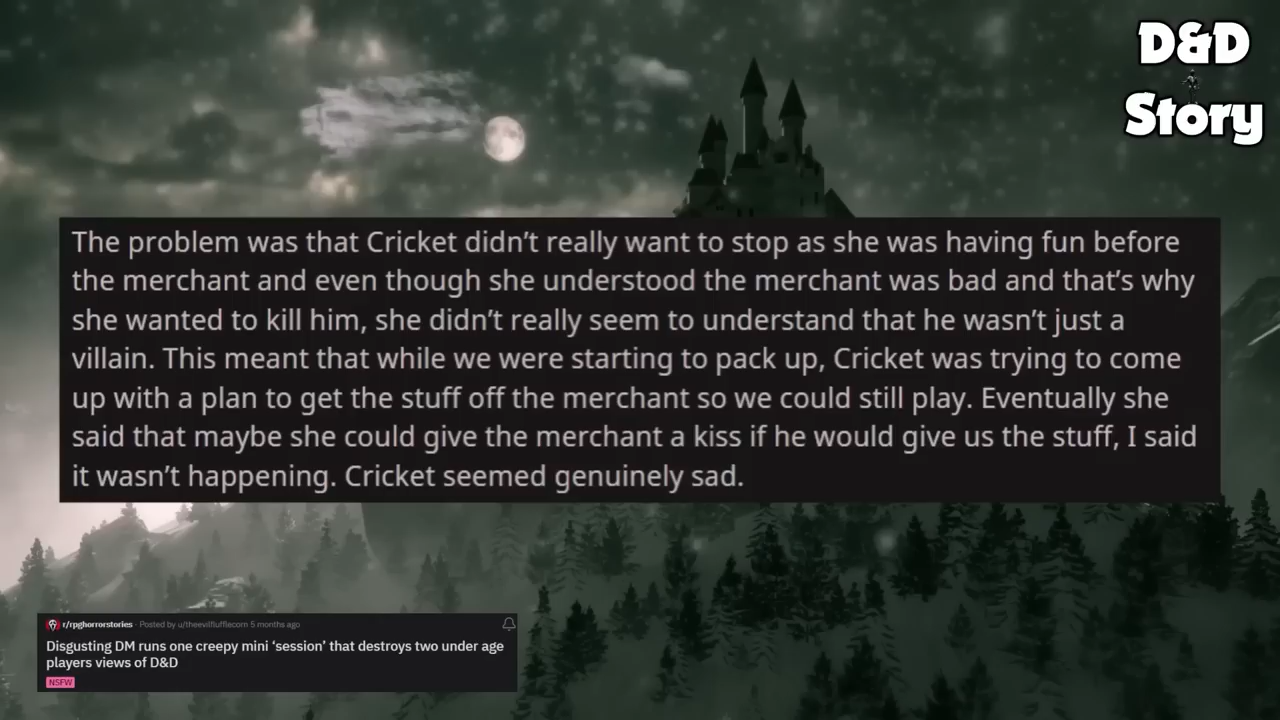 D&D
Story
The problem was that Cricket didn’t really want to stop as she was having fun before
the merchant and even though she understood the merchant was bad and that’s why
she wanted to kill him, she didn’t really seem to understand that he wasn’t just a
villain. This meant that while we were starting to pack up, Cricket was trying to come
up with a plan to get the stuff off the merchant so we could still play. Eventually she
said that maybe she could give the merchant a kiss if he would give us the stuff, I said
it wasn’t happening. Cricket seemed genuinely sad.
r/rpghorrorstories · Posted by u/theevilflufflecorn 5 months ago
Disgusting DM runs one creepy mini ‘session’ that destroys two under age
players views of D&D
NSFW